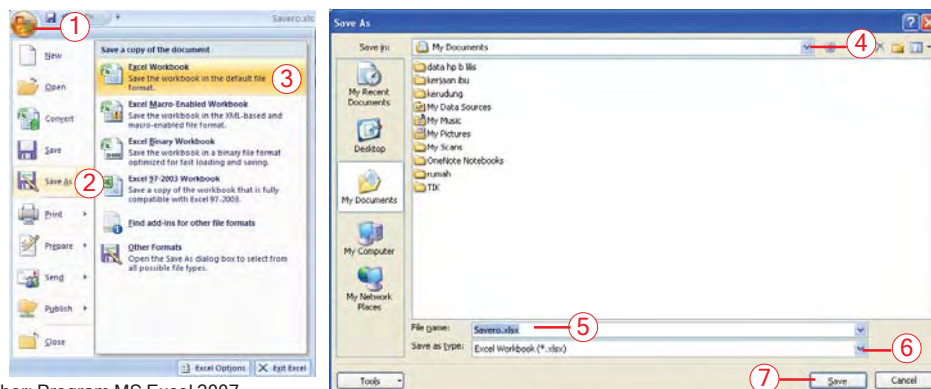 Savero.xls
1
New
Open
Convert
Save
Save As
2
Print
Prepare
Send
Publish
Close
Save a copy of the document
Excel Workbook
Save the workbook in the default file
format.
3
Excel Macro-Enabled Workbook
Save the workbook in the XML-based and
macro-enabled file format.
Excel Binary Workbook
Save the workbook in a binary file format
optimized for fast loading and saving.
Excel 97-2003 Workbook
Save a copy of the workbook that is fully
compatible with Excel 97-2003.
Find add-ins for other file formats
Other Formats
Open the Save As dialog box to select from
all possible file types.
Excel Options
Exit Excel
Program MS Excel 2007
Save As
Save in:
My Documents
4
My Recent
Documents
Desktop
My Documents
My Computer
My Network
Places
data hp b lilis
kerudung
My Data Sources
My Music
My Pictures
My Scans
OneNote Notebooks
rumah
TIK
File name:
Savero.xlsx
5
Save as type:
Excel Workbook (*.xlsx)
6
Tools
7
Save
Cancel